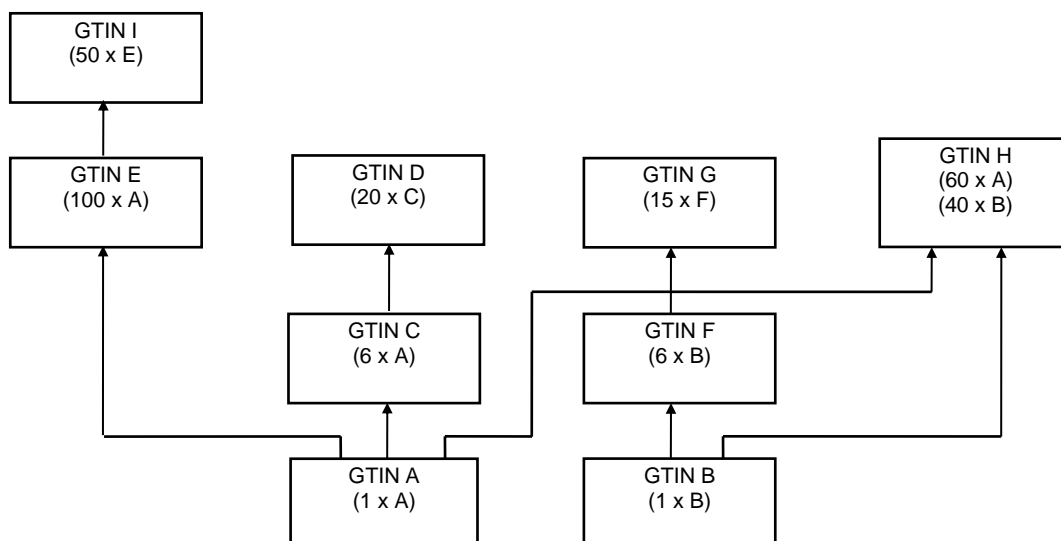 GTIN I
(50 x E)
GTIN E
(100 x A)
GTIN D
(20 x C)
GTIN G
(15 x F)
GTIN H
(60 x A)
(40 x B)
GTIN C
(6 x A)
GTIN F
(6 x B)
GTIN A
(1 x A)
GTIN B
(1 x B)